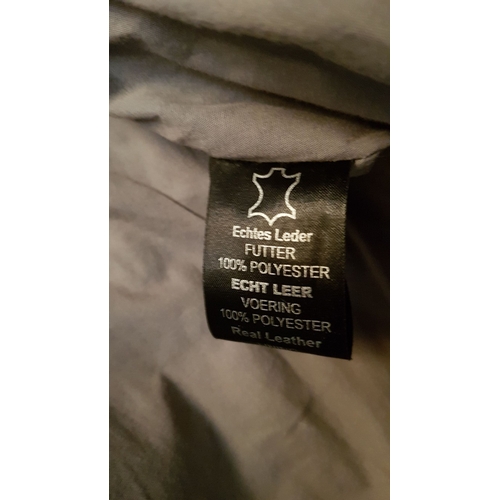 Echtes Leder
FUTTER
100% POLYESTER
ECHT LEER
VOERING
100% POLYESTER
Real Leather